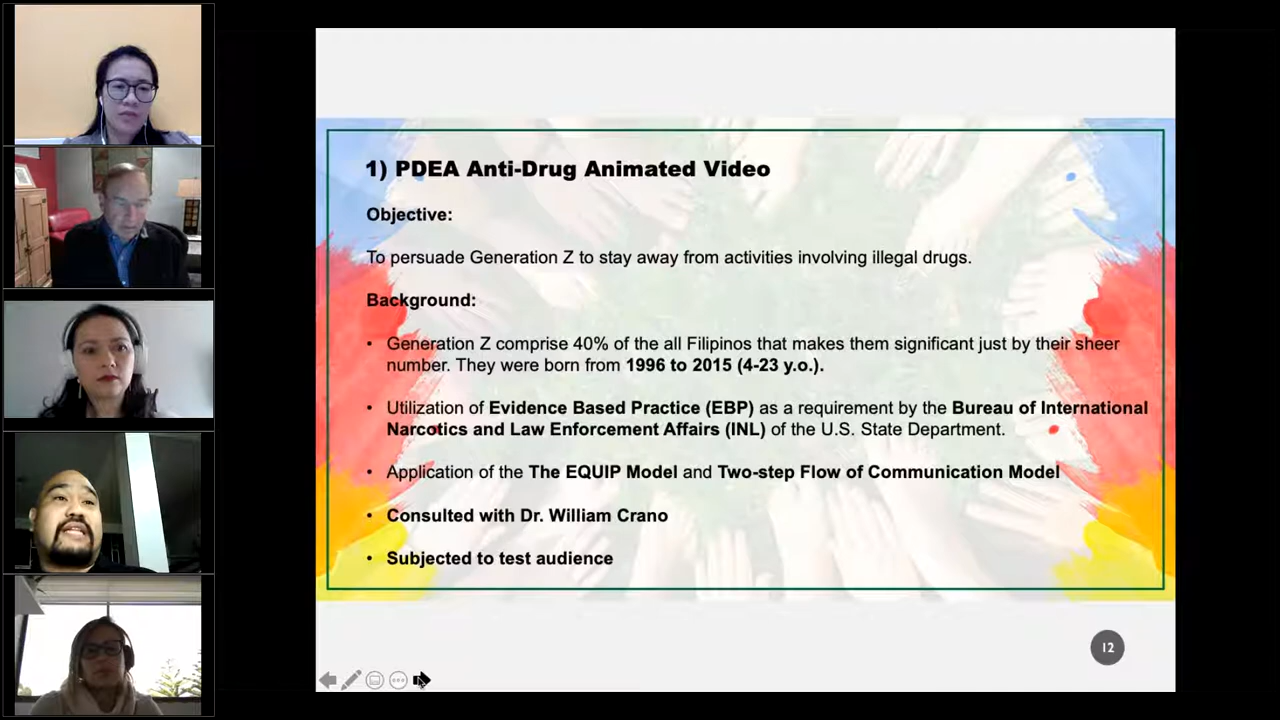 1) PDEA Anti-Drug Animated Video
Objective:
To persuade Generation Z to stay away from activities involving illegal drugs.
Background:
• Generation Z comprise 40% of the all Filipinos that makes them significant just by their sheer
number. They were born from 1996 to 2015 (4-23 y.o.).
• Utilization of Evidence Based Practice (EBP) as a requirement by the Bureau of International
Narcotics and Law Enforcement Affairs (INL) of the U.S. State Department.
• Application of the The EQUIP Model and Two-step Flow of Communication Model
• Consulted with Dr. William Crano
• Subjected to test audience
12